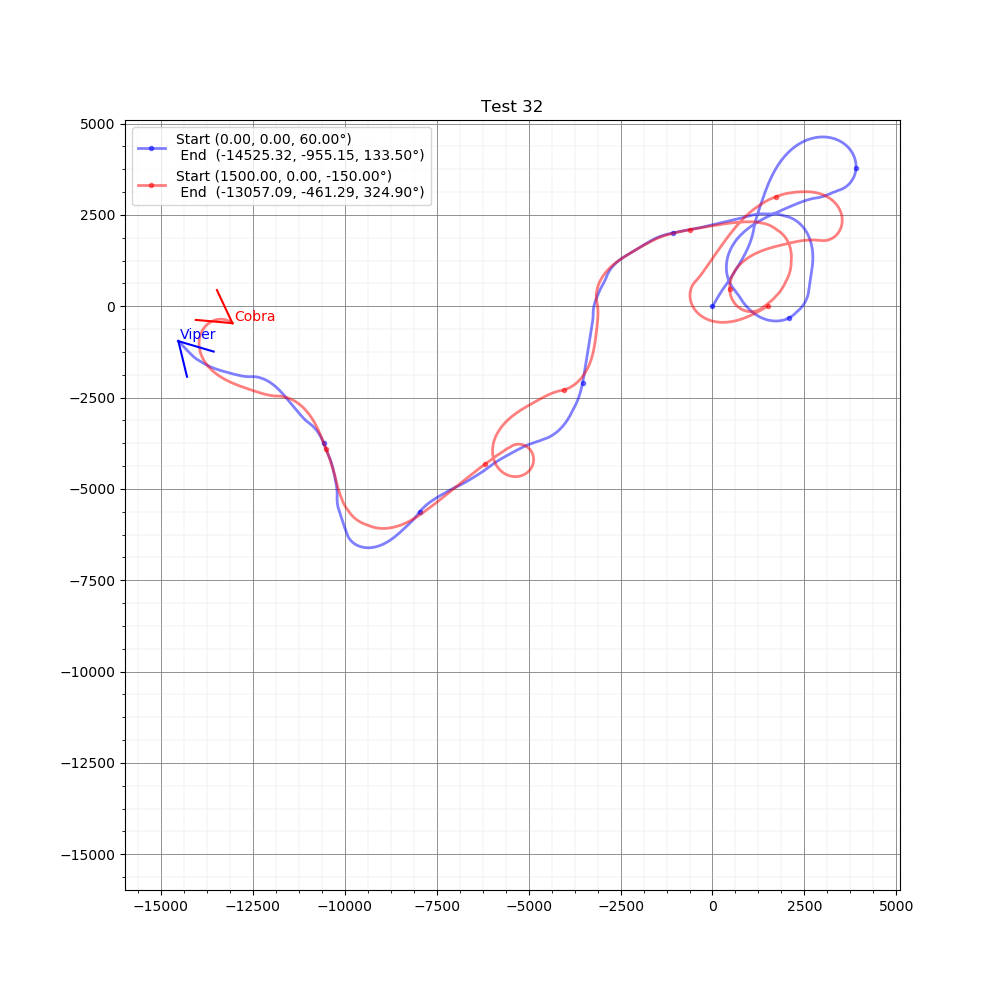 Test 32
Start (0.00, 0.00, 60.00°)
End (-14525.32, -955.15, 133.50°)
Start (1500.00, 0.00, -150.00°)
End (-13057.09, -461.29, 324.90°)
5000
2500
0
−2500
−5000
−7500
−10000
−12500
−15000
Cobra
Viper
−15000 −12500 −10000 −7500 −5000 −2500 0 2500 5000